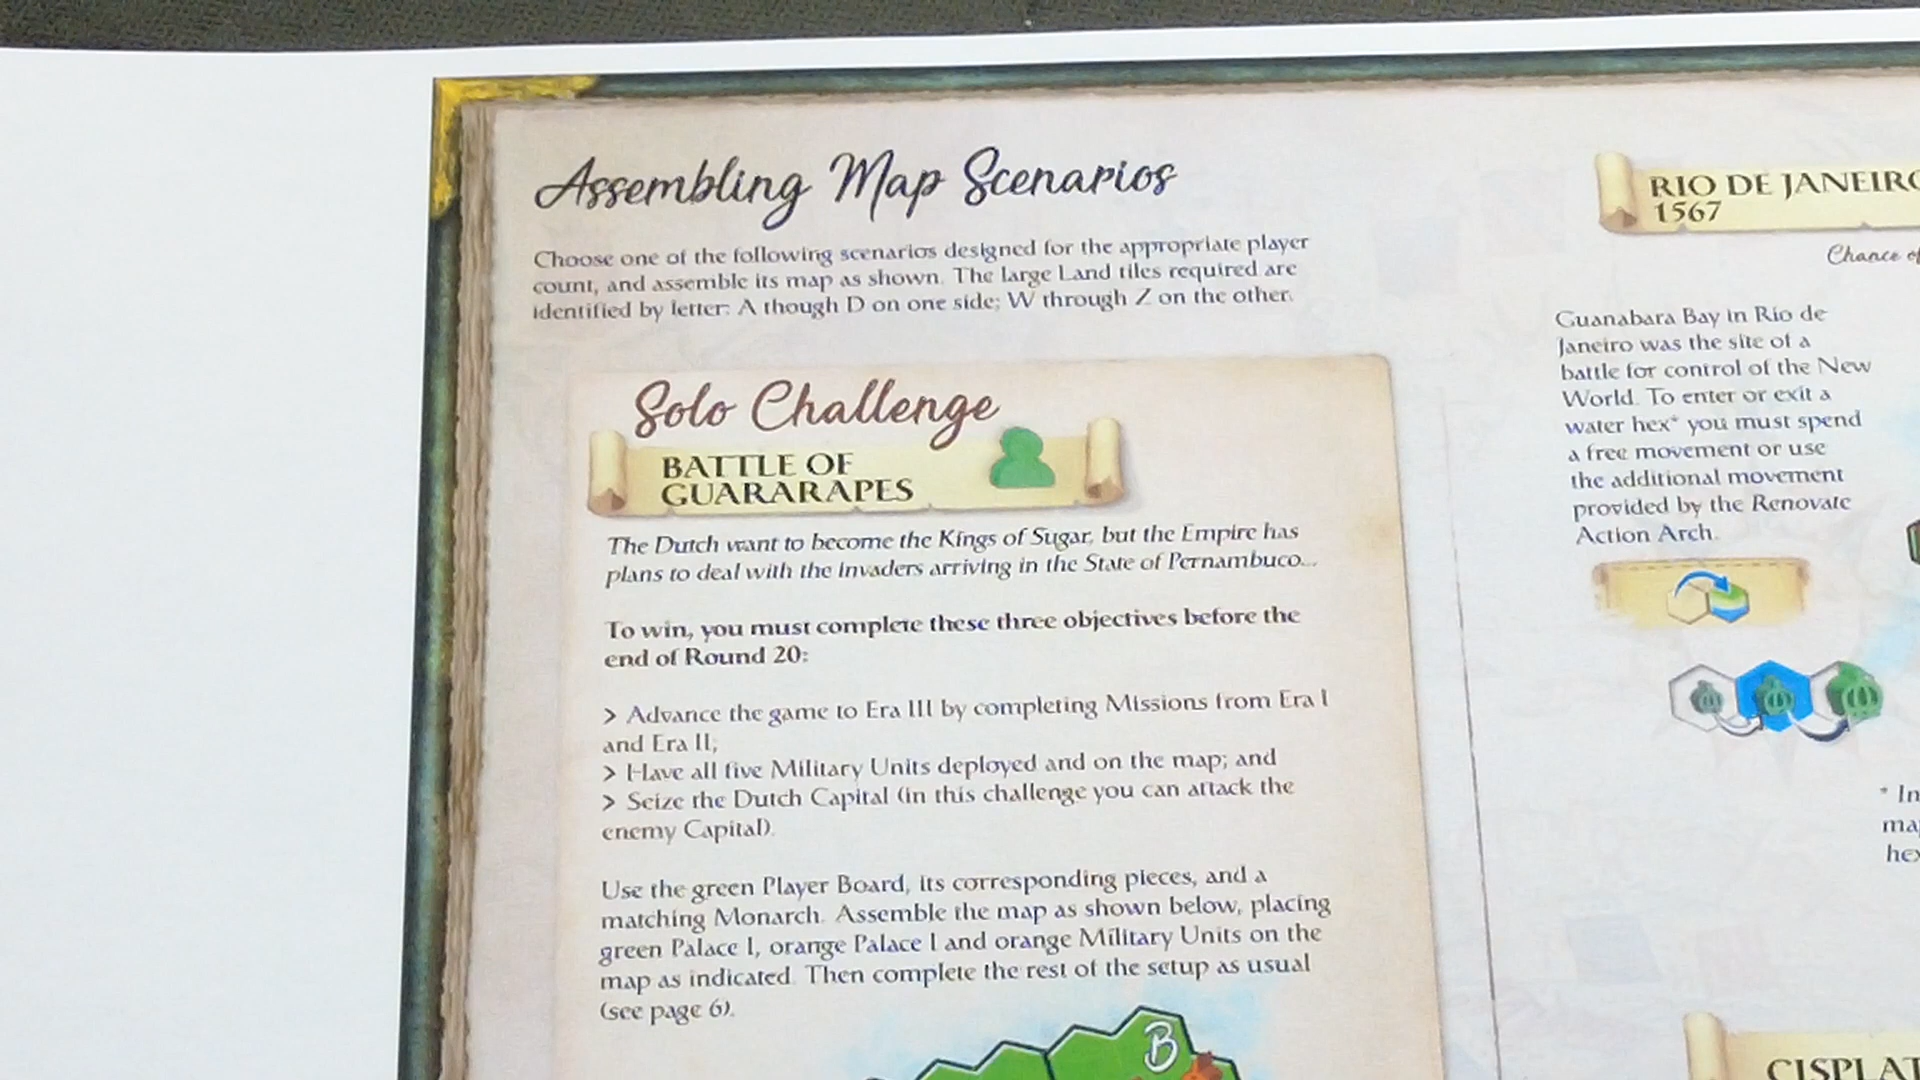 Assembling Map Scenarios
Choose one of the following scenarios designed for the appropriate player
count, and assemble its map as shown. The large Land tiles required are
identified by letter: A though D on one side; W through Z on the other.
Solo Challenge
BATTLE OF
GUARARAPES
The Dutch want to become the Kings of Sugar, but the Empire has
plans to deal with the invaders arriving in the State of Pernambuco...
To win, you must complete these three objectives before the
end of Round 20:
> Advance the game to Era III by completing Missions from Era I
and Era II;
> Have all five Military Units deployed and on the map; and
> Seize the Dutch Capital (in this challenge you can attack the
enemy Capital).
Use the green Player Board, its corresponding pieces, and a
matching Monarch. Assemble the map as shown below, placing
green Palace I, orange Palace I and orange Military Units on the
map as indicated. Then complete the rest of the setup as usual
(see page 6).
B
RIO DE JANEIRO
1567
Chance of
Guanabara Bay in Rio de
Janeiro was the site of a
battle for control of the New
World. To enter or exit a
water hex* you must spend
a free movement or use
the additional movement
provided by the Renovate
Action Arch.
* In
ma
hex
CISPLAT